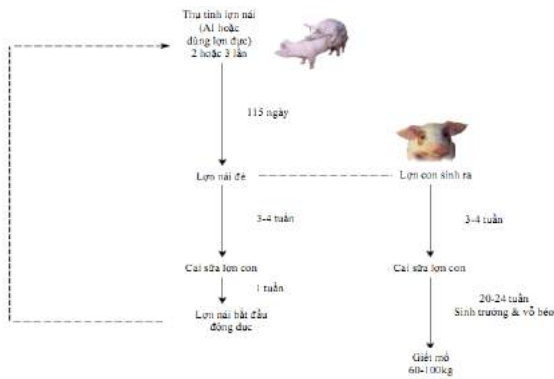 Thụ tinh lợn nái
(AI hoặc
dùng lợn đực)
2 hoặc 3 lần
115 ngày
Lợn nái đẻ
Lợn con sinh ra
3-4 tuần
3-4 tuần
Cai sữa lợn con
Cai sữa lợn con
1 tuần
Lợn nái bắt đầu
động dục
20-24 tuần
Sinh trưởng & vỗ béo
Giết mổ
60-100kg